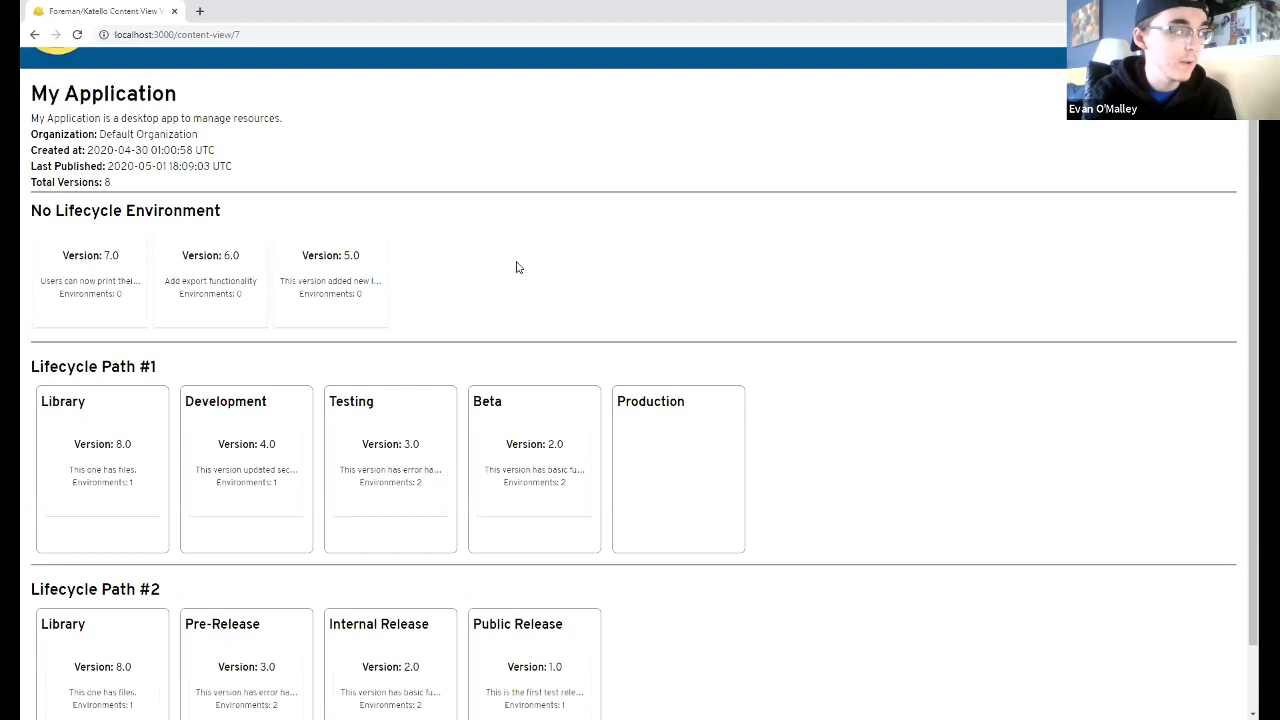 Foreman/Katello Content View V
localhost:3000/content-view/7
Evan O'Malley
My Application
My Application is a desktop app to manage resources.
Organization: Default Organization
Created at: 2020-04-30 01:00:58 UTC
Last Published: 2020-05-01 18:09:03 UTC
Total Versions: 8
No Lifecycle Environment
Version: 7.0
Users can now print thei...
Environments: 0
Version: 6.0
Add export functionality
Environments: 0
Version: 5.0
This version added new l...
Environments: 0
Lifecycle Path #1
Library
Version: 8.0
This one has files.
Environments: 1
Development
Version: 4.0
This version updated sec...
Environments: 1
Testing
Version: 3.0
This version has error ha...
Environments: 2
Beta
Version: 2.0
This version has basic fu...
Environments: 2
Production
Lifecycle Path #2
Library
Version: 8.0
This one has files.
Environments: 1
Pre-Release
Version: 3.0
This version has error ha...
Environments: 2
Internal Release
Version: 2.0
This version has basic fu...
Environments: 2
Public Release
Version: 1.0
This is the first test rele...
Environments: 1